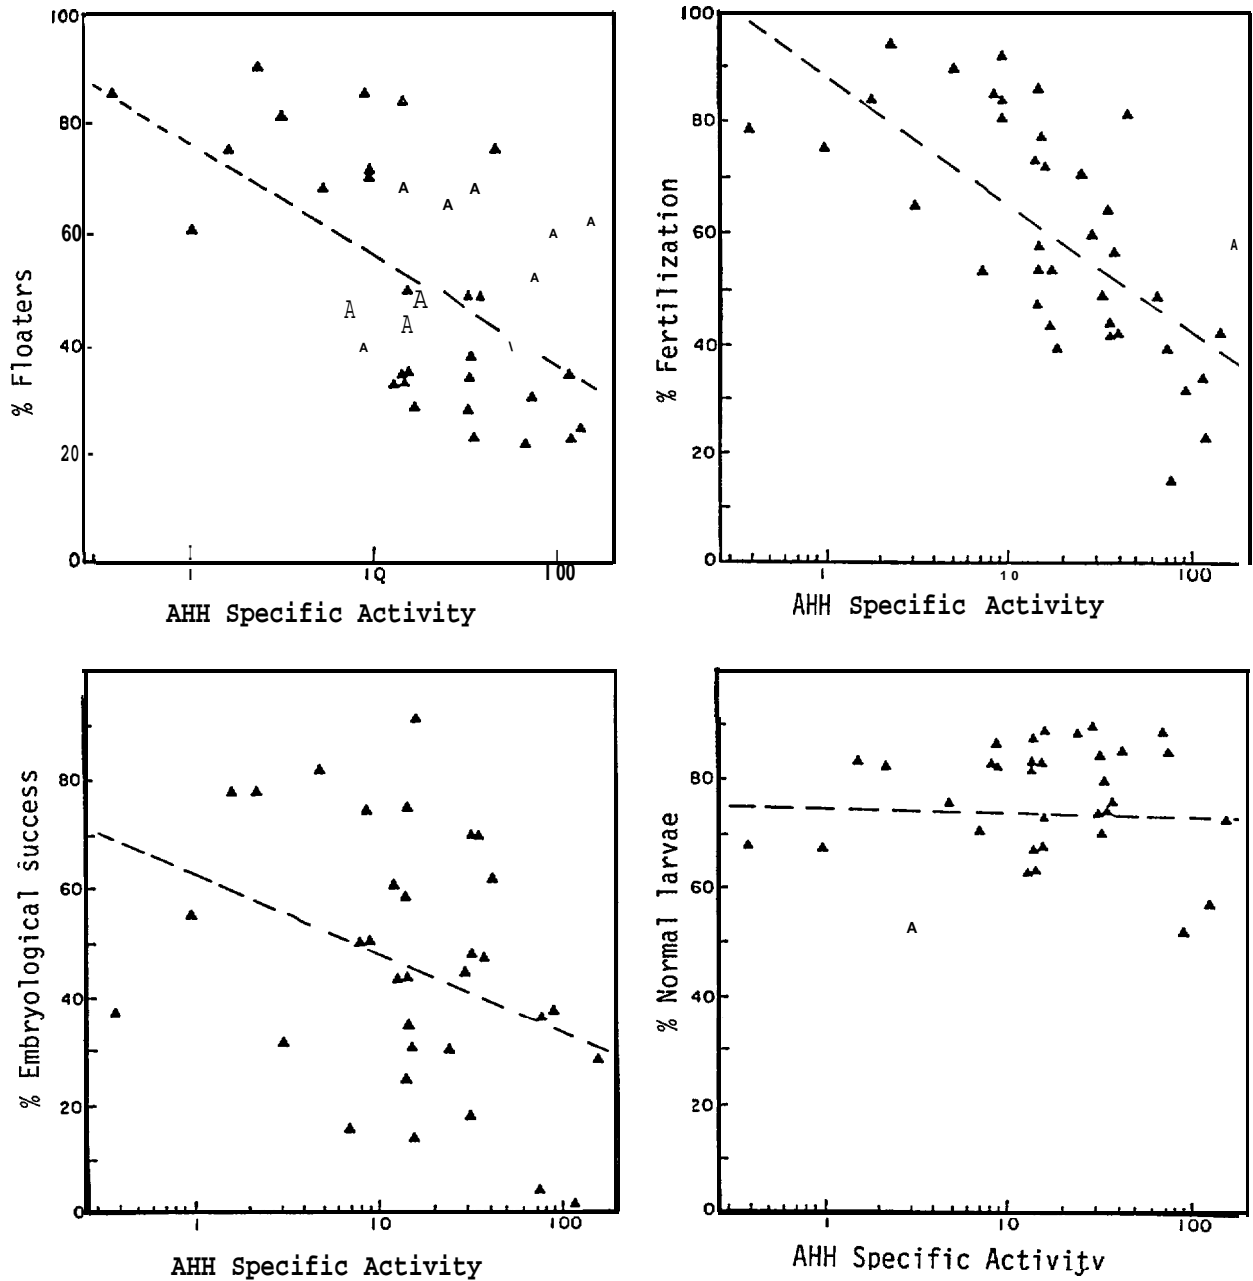 100
80
60
40
20
0
% Floaters
1 1Q 100
AHH Specific Activity
A
A
A
A
A
A
A
A
A
A
100
80
60
40
20
0
% Fertilization
1 10 100
AHH Specific Activity
A
80
60
40
20
0
% Embryological success
1 10 100
AHH Specific Activity
80
60
40
20
0
% Normal larvae
1 10 100
AHH Specific Activitv
A